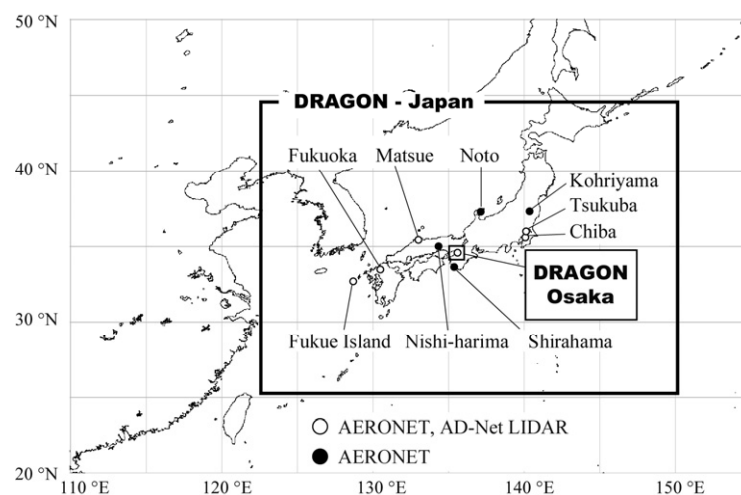 50 °N
DRAGON - Japan
40 °N
Fukuoka Matsue Noto
Kohriyama
Tsukuba
Chiba
DRAGON
Osaka
30 °N
Fukue Island Nishi-harima Shirahama
AERONET, AD-Net LIDAR
AERONET
20 °N
110 °E 120 °E 130 °E 140 °E 150 °E